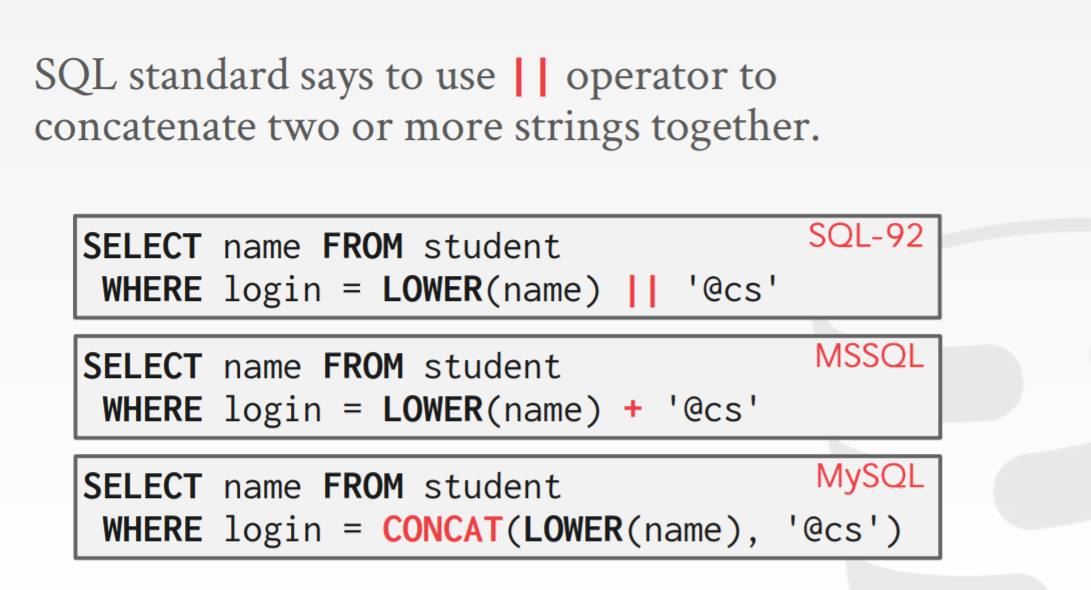 SQL standard says to use || operator to
concatenate two or more strings together.
SQL-92
SELECT name FROM student
WHERE login = LOWER(name) || '@cs'
MSSQL
SELECT name FROM student
WHERE login = LOWER(name) + '@cs'
MySQL
SELECT name FROM student
WHERE login = CONCAT(LOWER(name), '@cs')